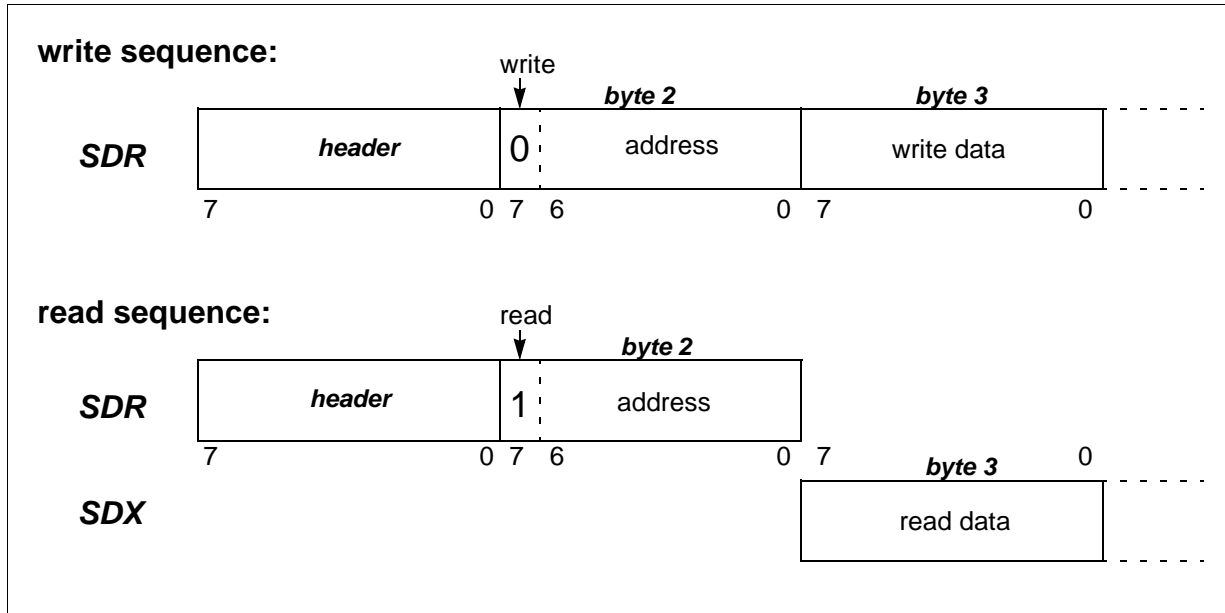 write sequence:
write
byte 2 byte 3
SDR header 0 address write data
7 0 7 6 0 7 0
read sequence:
read
byte 2
SDR header 1 address
7 0 7 6 0 7 0
byte 3
SDX read data